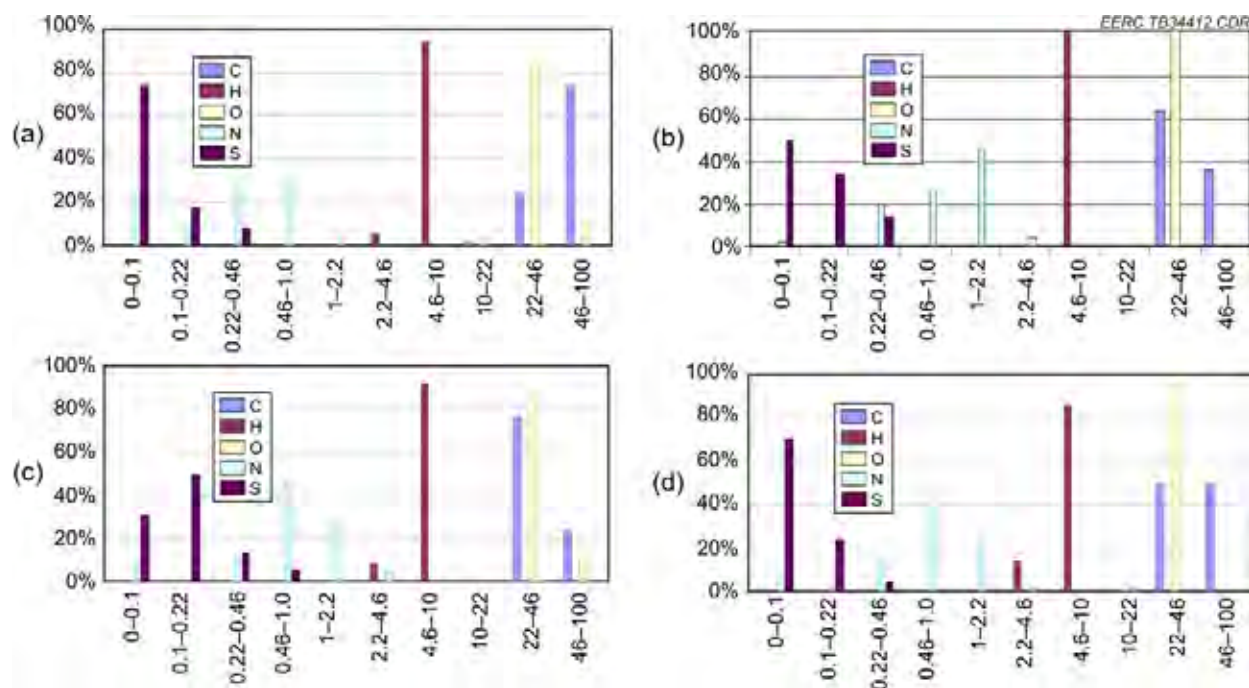 EERC TB34412.CDR
(a)
100%
80%
60%
40%
20%
0%
C
H
O
N
S
0–0.1
0.1–0.22
0.22–0.46
0.46–1.0
1–2.2
2.2–4.6
4.6–10
10–22
22–46
46–100
(b)
100%
80%
60%
40%
20%
0%
C
H
O
N
S
0–0.1
0.1–0.22
0.22–0.46
0.46–1.0
1–2.2
2.2–4.6
4.6–10
10–22
22–46
46–100
(c)
100%
80%
60%
40%
20%
0%
C
H
O
N
S
0–0.1
0.1–0.22
0.22–0.46
0.46–1.0
1–2.2
2.2–4.6
4.6–10
10–22
22–46
46–100
(d)
100%
80%
60%
40%
20%
0%
C
H
O
N
S
0–0.1
0.1–0.22
0.22–0.46
0.46–1.0
1–2.2
2.2–4.6
4.6–10
10–22
22–46
46–100